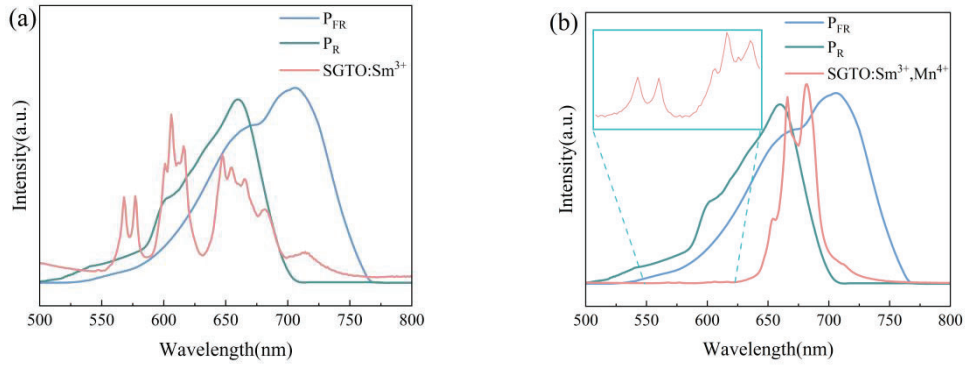 (a)
P_FR
P_R
SGTO:Sm³⁺
Intensity(a.u.)
500 550 600 650 700 750 800
Wavelength(nm)
(b)
P_FR
P_R
SGTO:Sm³⁺,Mn⁴⁺
Intensity(a.u.)
500 550 600 650 700 750 800
Wavelength(nm)